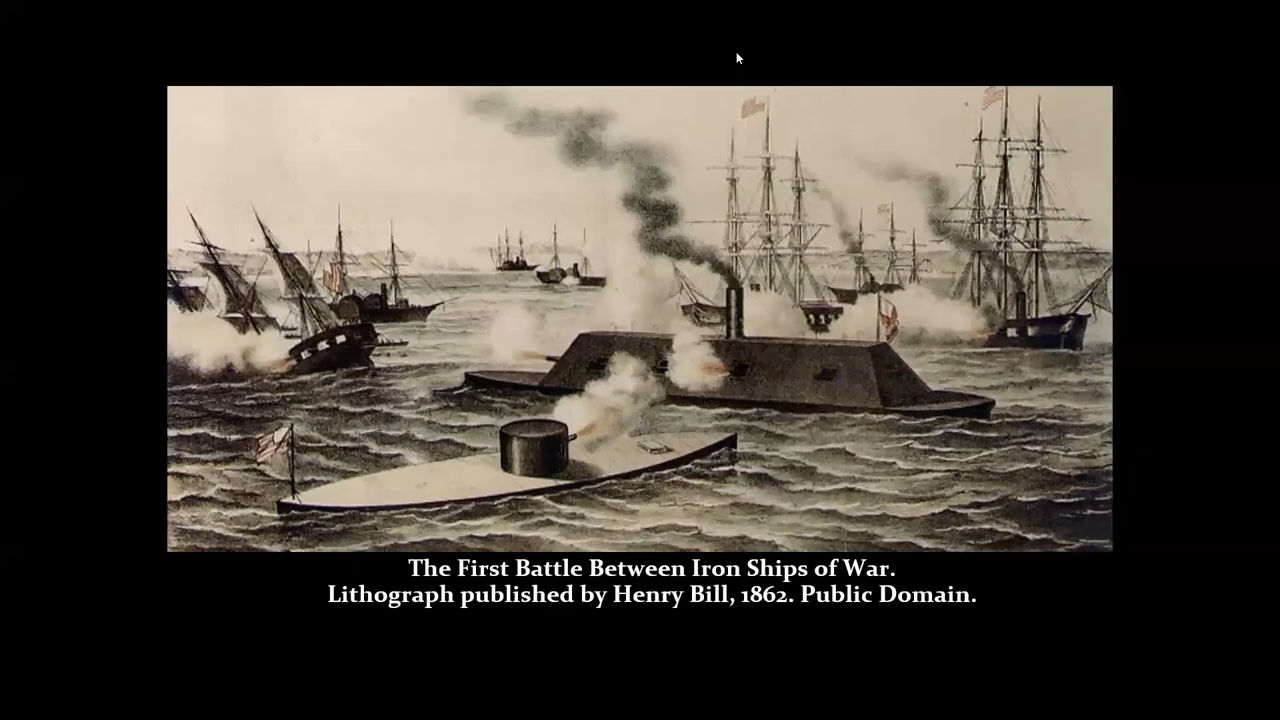 The First Battle Between Iron Ships of War.
Lithograph published by Henry Bill, 1862. Public Domain.